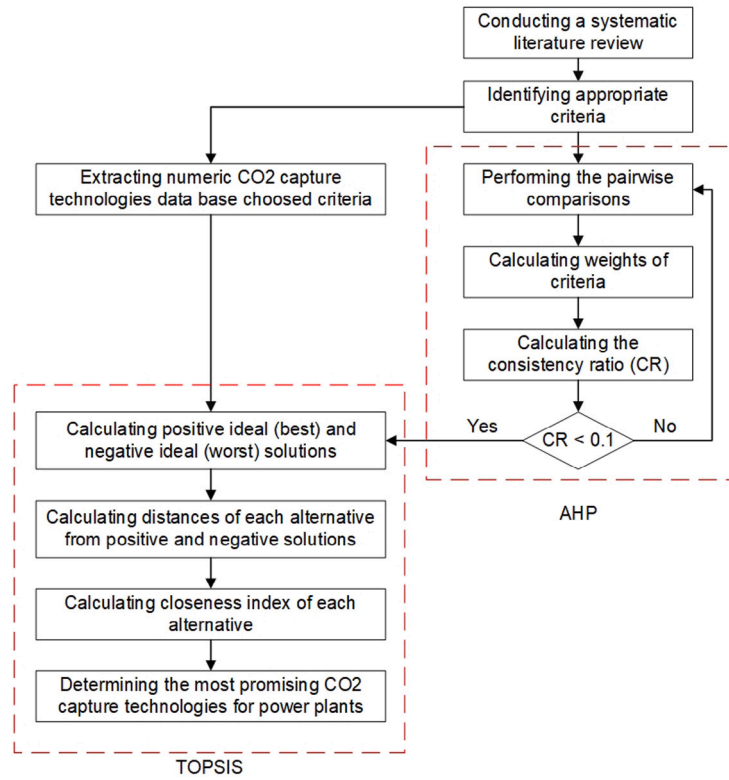 Conducting a systematic
literature review
Identifying appropriate
criteria
Extracting numeric CO2 capture
technologies data base choosed criteria
Performing the pairwise
comparisons
Calculating weights of
criteria
Calculating the
consistency ratio (CR)
CR < 0.1
Yes
No
AHP
Calculating positive ideal (best) and
negative ideal (worst) solutions
Calculating distances of each alternative
from positive and negative solutions
Calculating closeness index of each
alternative
Determining the most promising CO2
capture technologies for power plants
TOPSIS